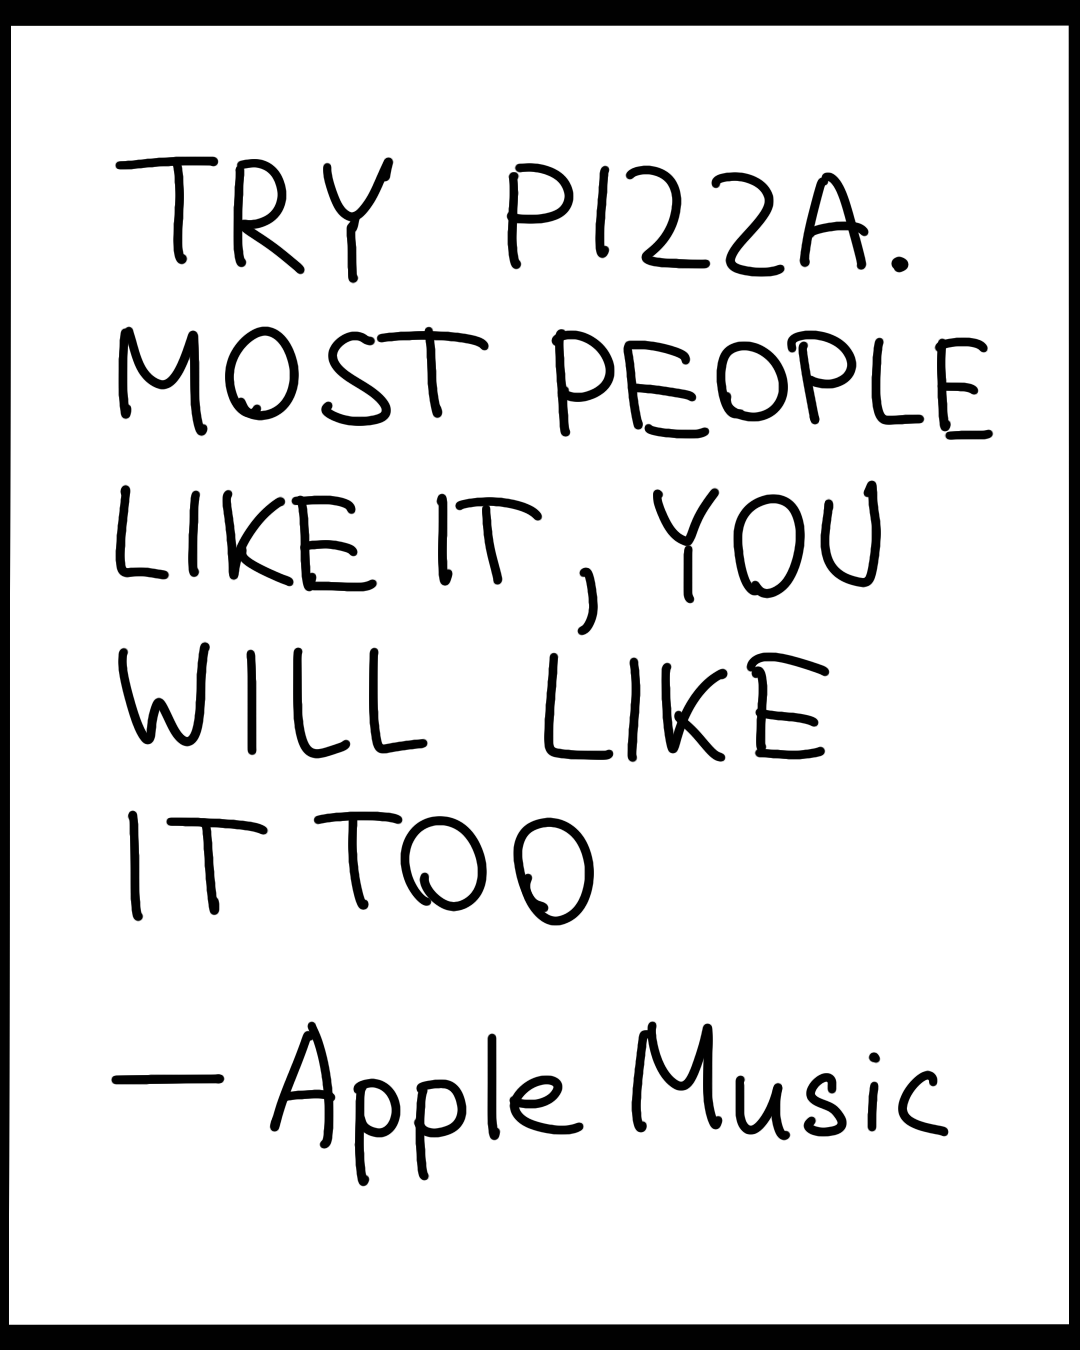 TRY PIZZA.
MOST PEOPLE
LIKE IT, YOU
WILL LIKE
IT TOO
— Apple Music